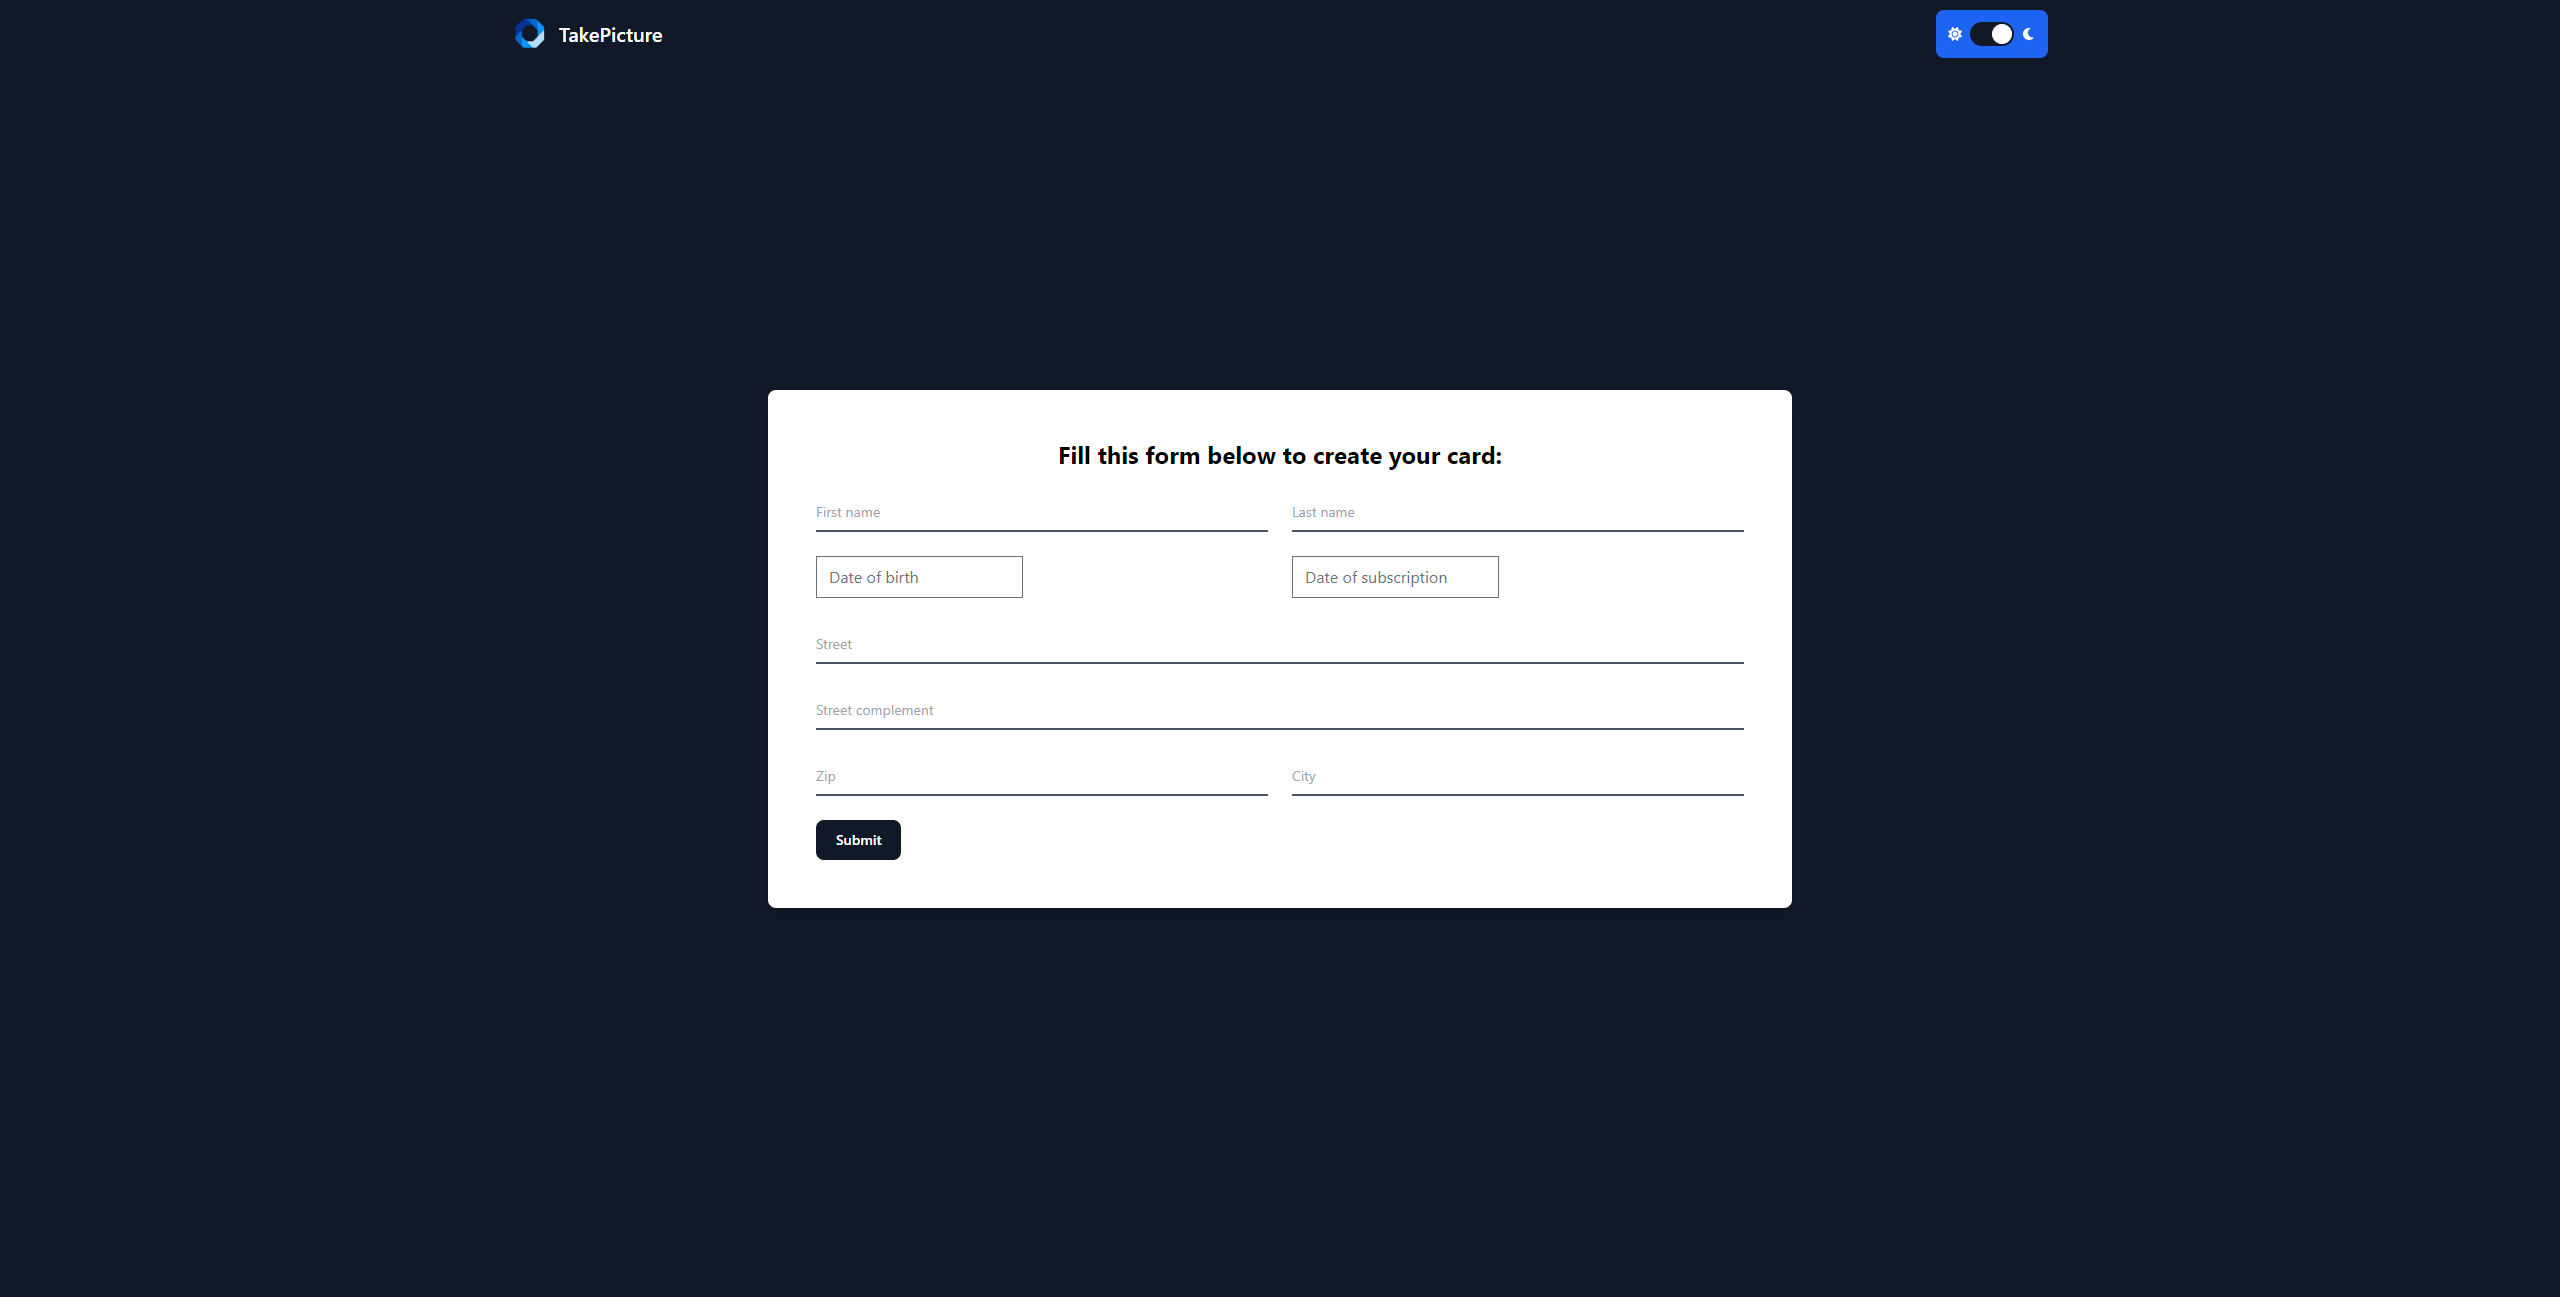 TakePicture
Fill this form below to create your card:
First name
Last name
Date of birth
Date of subscription
Street
Street complement
Zip
City
Submit